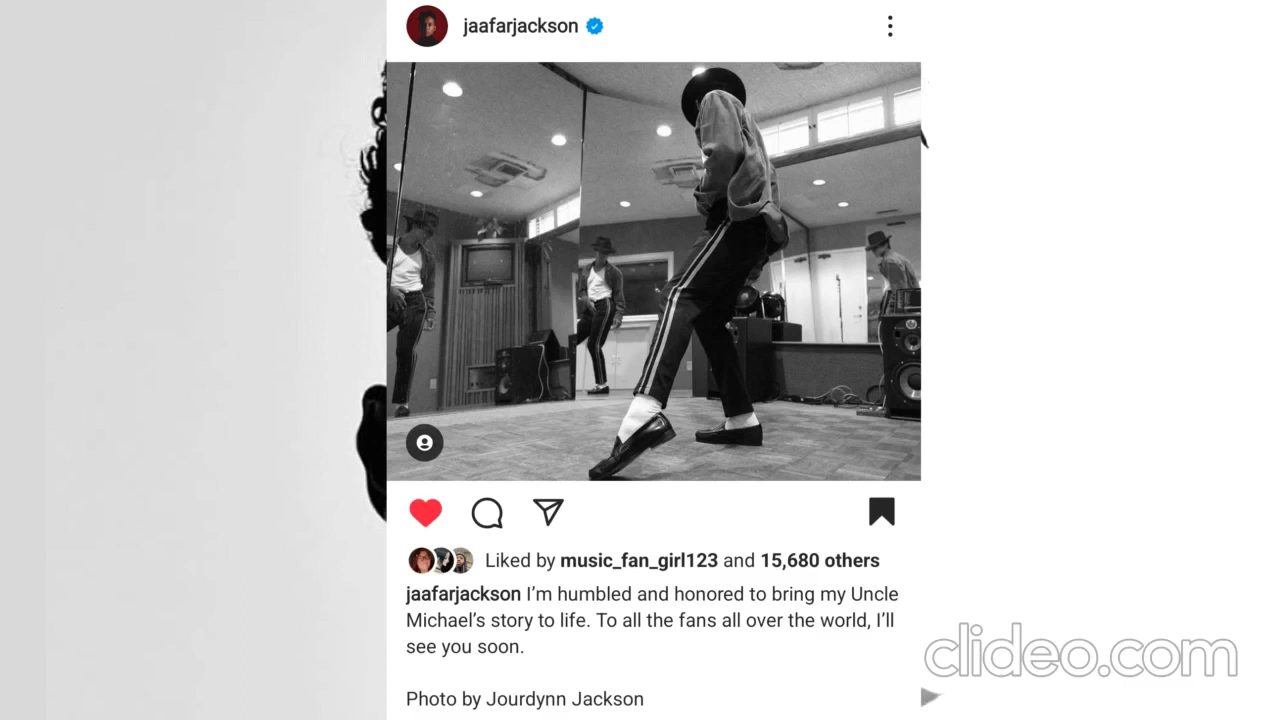 jaafarjackson
Liked by music_fan_girl123 and 15,680 others
jaafarjackson I’m humbled and honored to bring my Uncle
Michael’s story to life. To all the fans all over the world, I’ll
see you soon.
Photo by Jourdynn Jackson
clideo.com